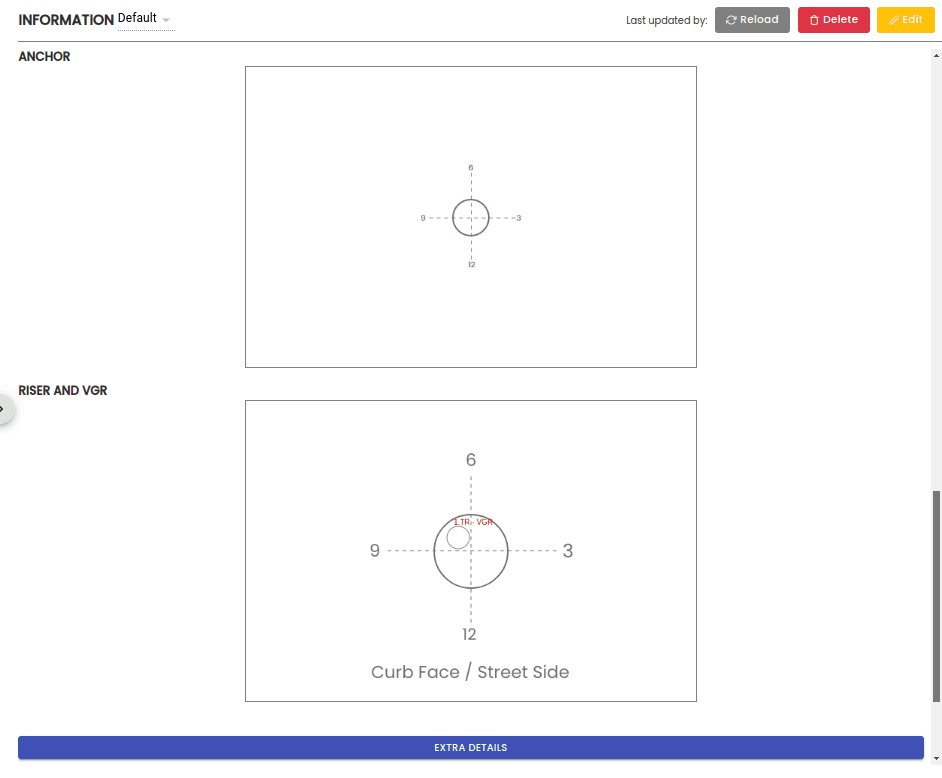 INFORMATION Default Last updated by: Reload Delete Edit
ANCHOR
6
9 3
12
RISER AND VGR
6
1.TR- VGR
9 3
12
Curb Face / Street Side
EXTRA DETAILS